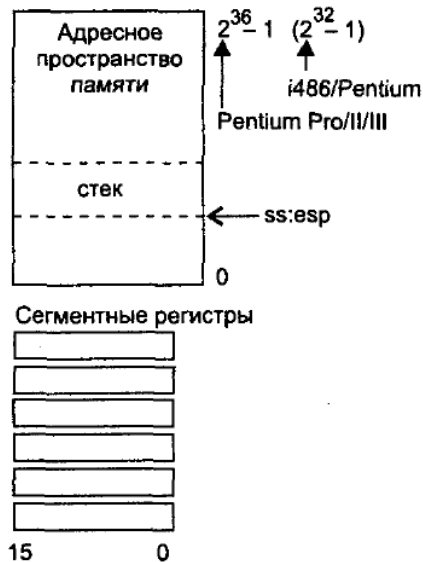 Адресное
пространство
памяти
2^36 – 1 (2^32 – 1)
i486/Pentium
Pentium Pro/II/III
стек
ss:esp
0
Сегментные регистры
15 0